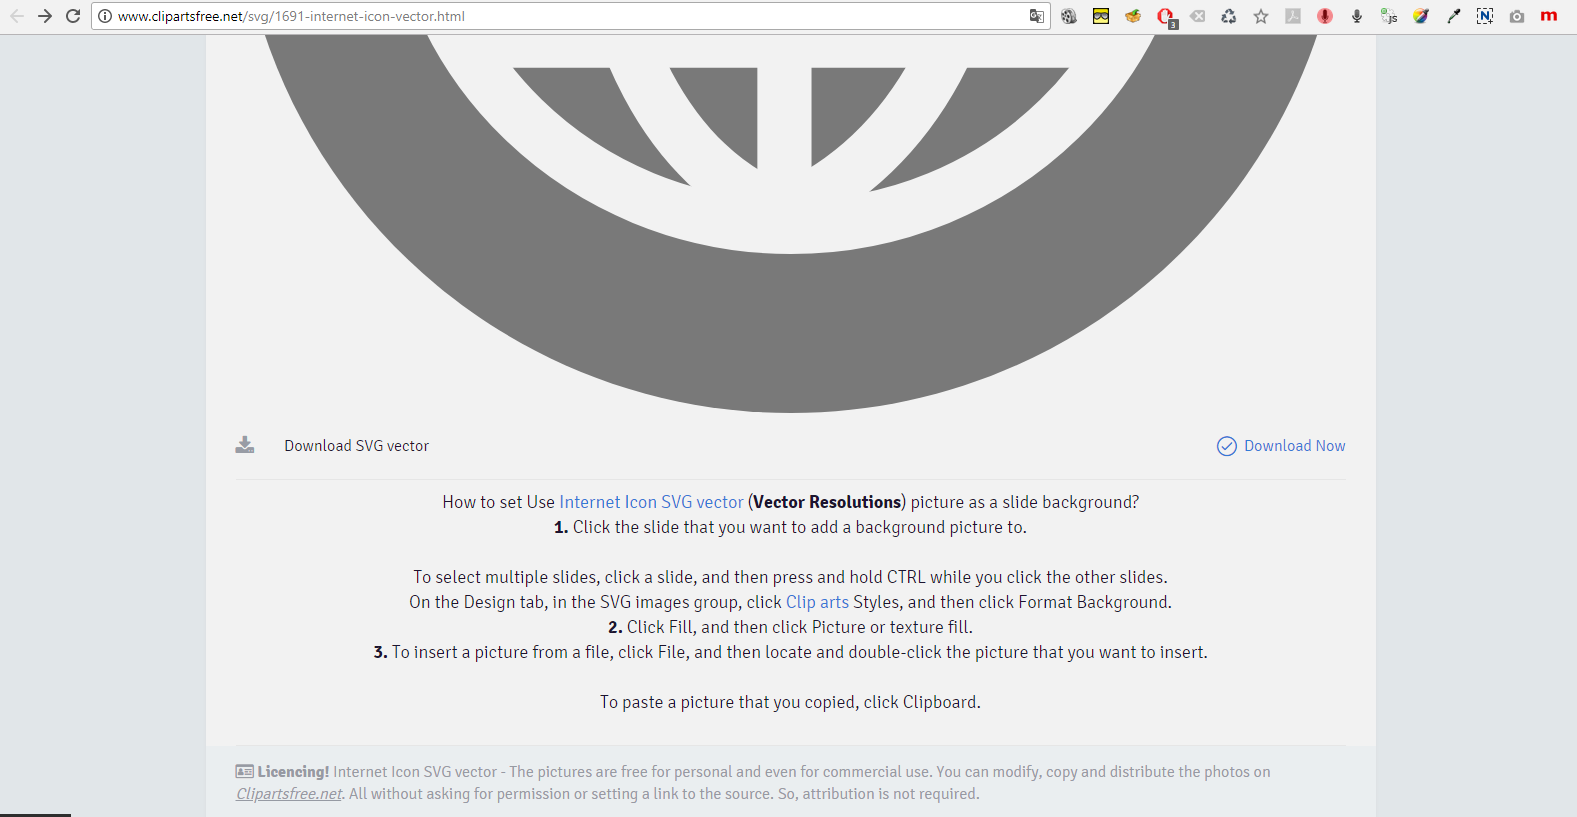 www.clipartsfree.net/svg/1691-internet-icon-vector.html
3
JS
N
m
Download SVG vector
Download Now
How to set Use Internet Icon SVG vector (Vector Resolutions) picture as a slide background?
1. Click the slide that you want to add a background picture to.
To select multiple slides, click a slide, and then press and hold CTRL while you click the other slides.
On the Design tab, in the SVG images group, click Clip arts Styles, and then click Format Background.
2. Click Fill, and then click Picture or texture fill.
3. To insert a picture from a file, click File, and then locate and double-click the picture that you want to insert.
To paste a picture that you copied, click Clipboard.
Licencing! Internet Icon SVG vector - The pictures are free for personal and even for commercial use. You can modify, copy and distribute the photos on
Clipartsfree.net. All without asking for permission or setting a link to the source. So, attribution is not required.